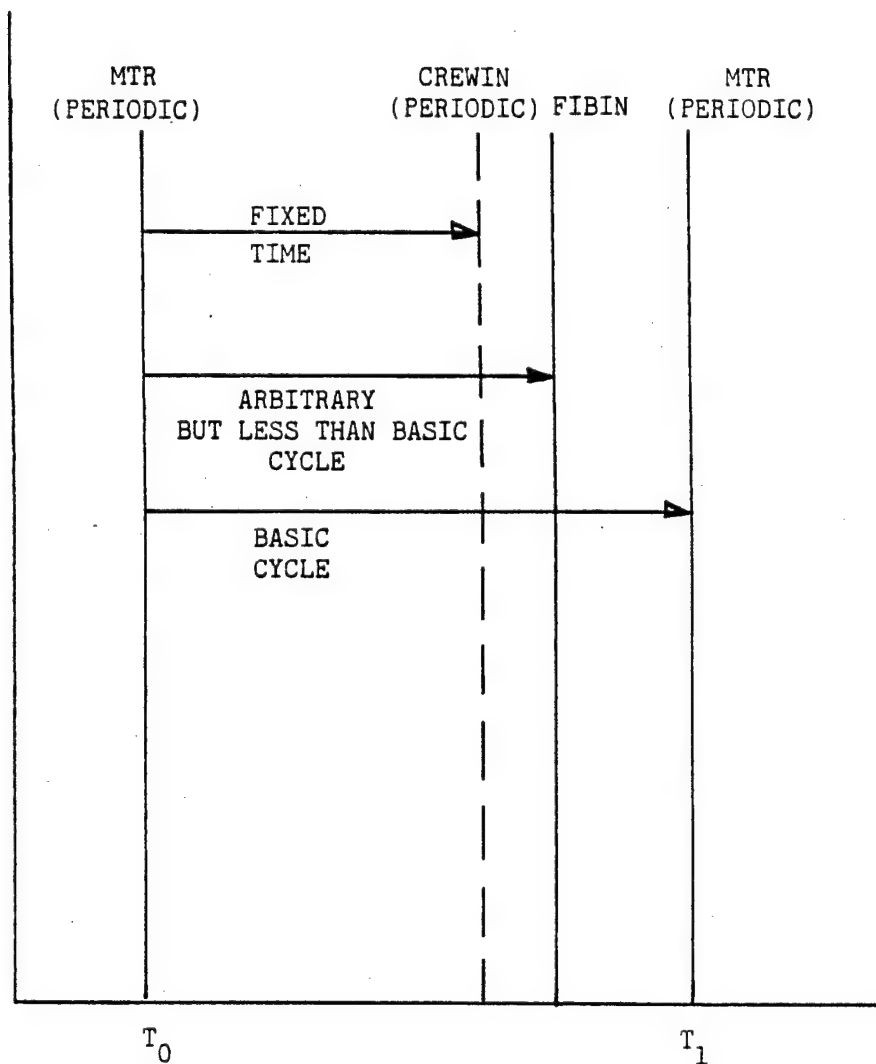 MTR
(PERIODIC)
CREWIN
(PERIODIC)
FIBIN
MTR
(PERIODIC)
FIXED
TIME
ARBITRARY
BUT LESS THAN BASIC
CYCLE
BASIC
CYCLE
T0
T1